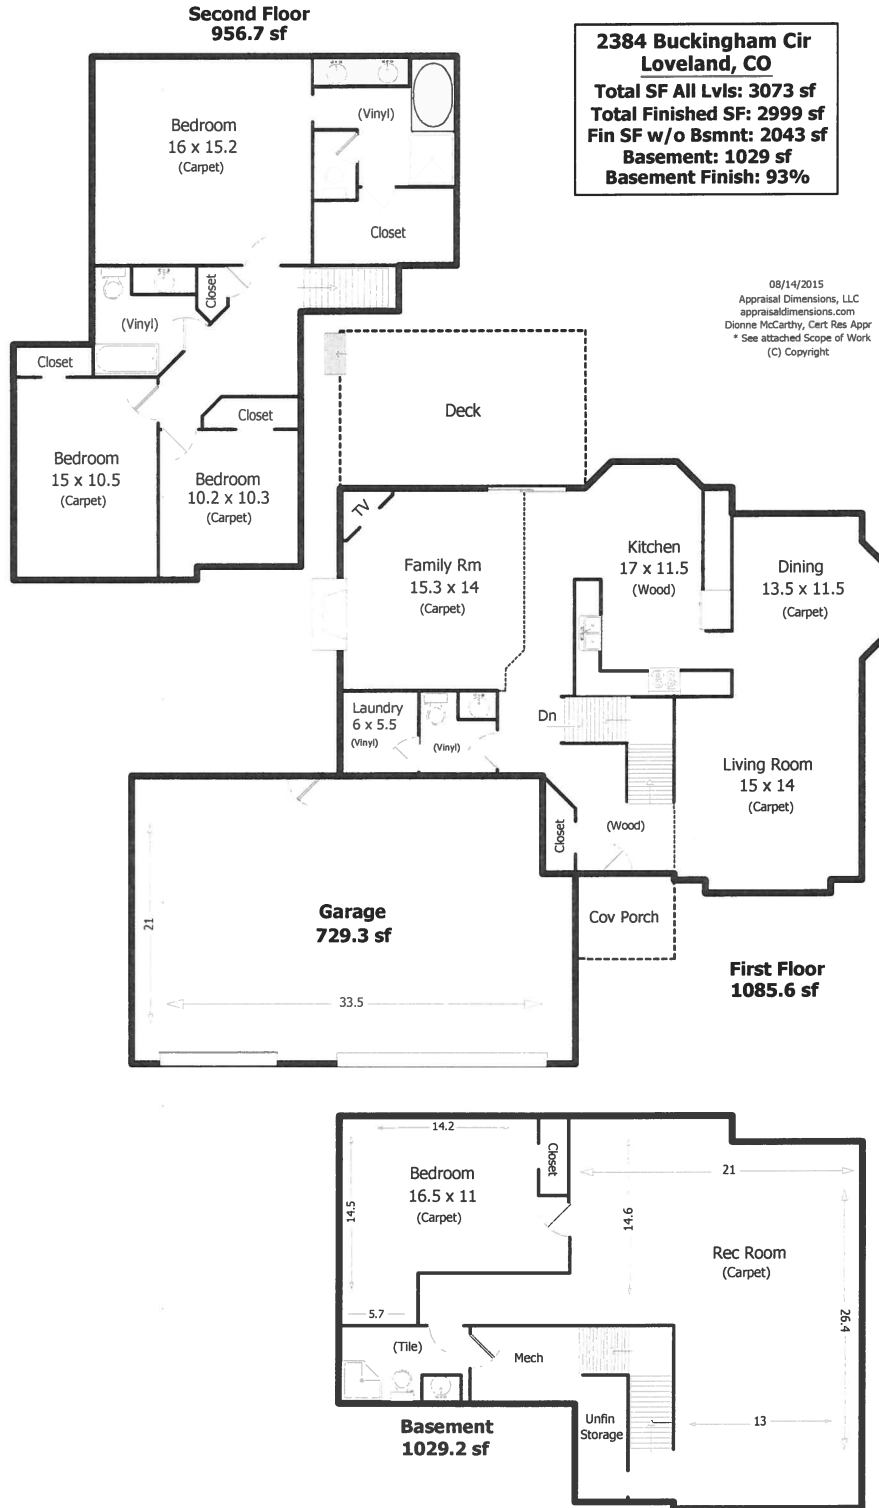 Second Floor
956.7 sf
2384 Buckingham Cir
Loveland, CO
Total SF All Lvls: 3073 sf
Total Finished SF: 2999 sf
Fin SF w/o Bsmnt: 2043 sf
Basement: 1029 sf
Basement Finish: 93%
08/14/2015
Appraisal Dimensions, LLC
appraisaldimensions.com
Dionne McCarthy, Cert Res Appr
* See attached Scope of Work
(C) Copyright
Bedroom
16 x 15.2
(Carpet)
(Vinyl)
Closet
Closet
(Vinyl)
Closet
Closet
Bedroom
15 x 10.5
(Carpet)
Bedroom
10.2 x 10.3
(Carpet)
Deck
TV
Family Rm
15.3 x 14
(Carpet)
Kitchen
17 x 11.5
(Wood)
Dining
13.5 x 11.5
(Carpet)
Laundry
6 x 5.5
(Vinyl)
(Vinyl)
Dn
Living Room
15 x 14
(Carpet)
Closet
(Wood)
Garage
729.3 sf
21
33.5
Cov Porch
First Floor
1085.6 sf
14.2
Closet
Bedroom
16.5 x 11
(Carpet)
14.5
5.7
21
14.6
Rec Room
(Carpet)
26.4
(Tile)
Mech
Unfin
Storage
13
Basement
1029.2 sf